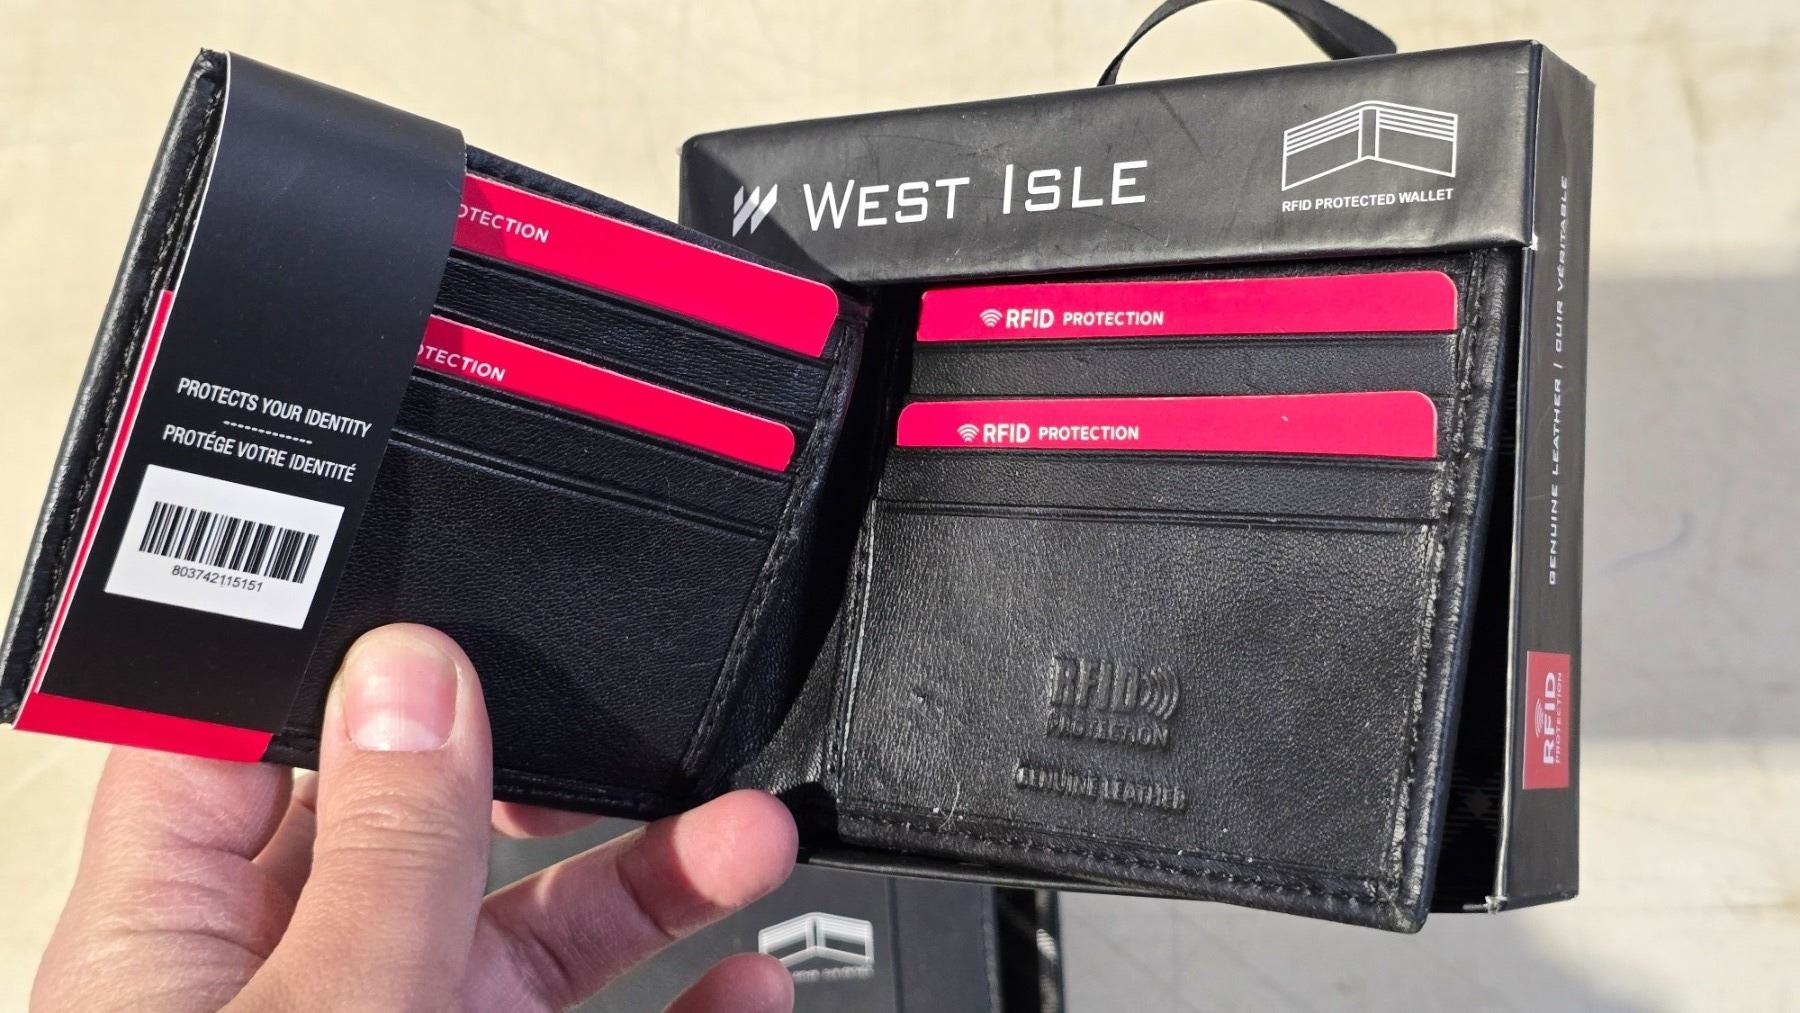 WEST ISLE
RFID PROTECTED WALLET
OTECTION
OTECTION
RFID PROTECTION
RFID PROTECTION
PROTECTS YOUR IDENTITY
PROTÉGE VOTRE IDENTITÉ
803742115151
RFID
PROTECTION
GENUINE LEATHER
GENUINE LEATHER / CUIR VÉRITABLE
RFID
PROTECTION